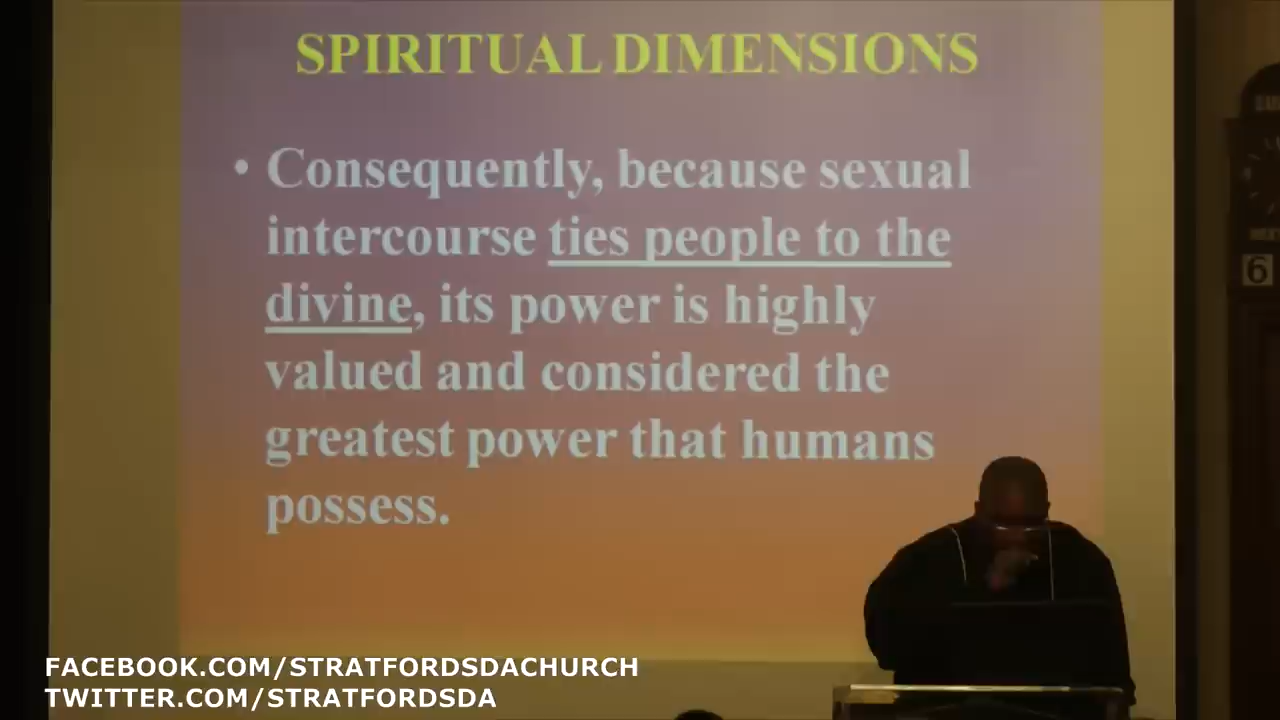 SPIRITUAL DIMENSIONS
• Consequently, because sexual
intercourse ties people to the
divine, its power is highly
valued and considered the
greatest power that humans
possess.
6
FACEBOOK.COM/STRATFORDSDACHURCH
TWITTER.COM/STRATFORDSDA